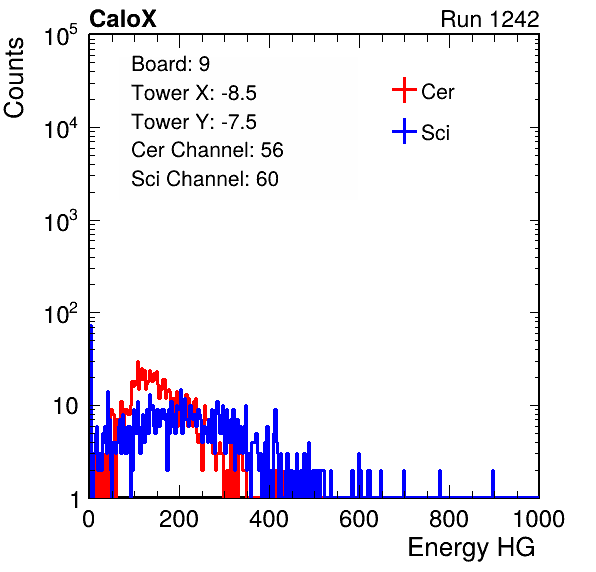 CaloX Run 1242
Counts
10^5
10^4
10^3
10^2
10
1
Board: 9
Tower X: -8.5
Tower Y: -7.5
Cer Channel: 56
Sci Channel: 60
Cer
Sci
0 200 400 600 800 1000
Energy HG